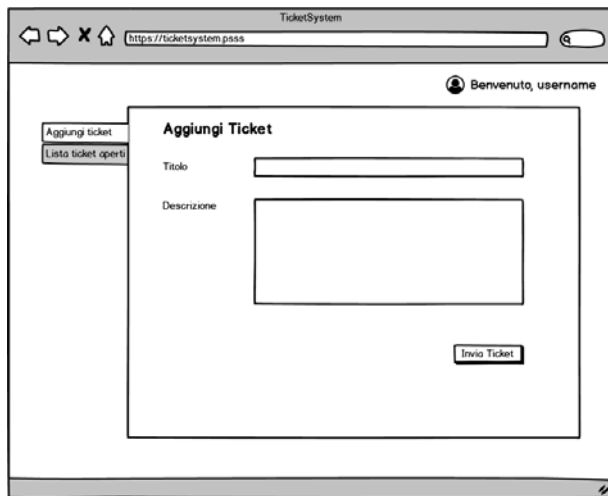 TicketSystem
https://ticketsystem.psss
Benvenuto, username
Aggiungi ticket
Lista ticket aperti
Aggiungi Ticket
Titolo
Descrizione
Invia Ticket